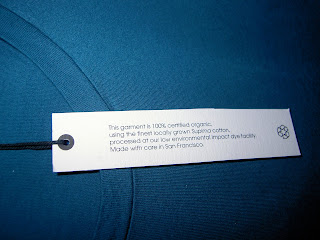 This garment is 100% certified organic,
using the finest locally grown Supima cotton,
processed at our low environmental impact dye facility.
Made with care in San Francisco.